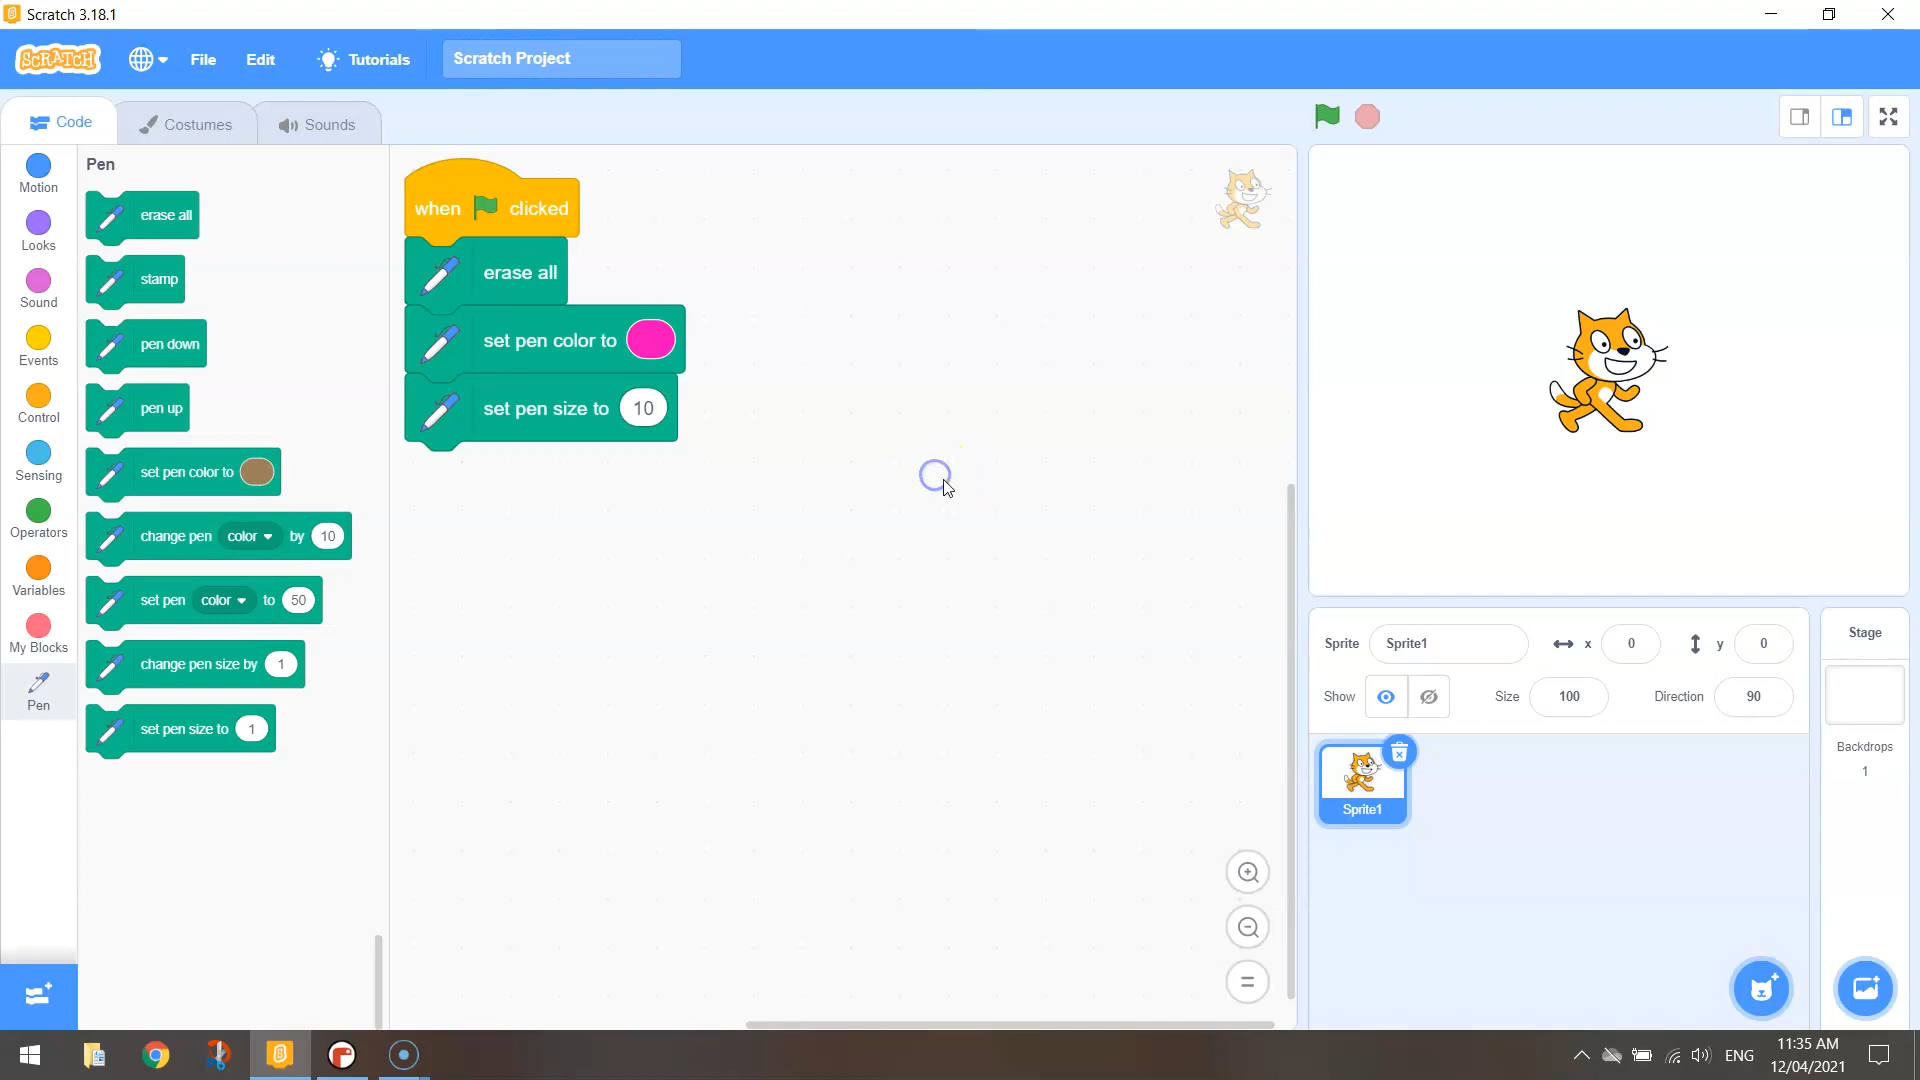 Scratch 3.18.1
SCRATCH
File
Edit
Tutorials
Scratch Project
Code
Costumes
Sounds
Motion
Looks
Sound
Events
Control
Sensing
Operators
Variables
My Blocks
Pen
Pen
erase all
stamp
pen down
pen up
set pen color to
change pen color by 10
set pen color to 50
change pen size by 1
set pen size to 1
when clicked
erase all
set pen color to
set pen size to 10
Sprite Sprite1 x 0 y 0
Show Size 100 Direction 90
Sprite1
Stage
Backdrops
1
ENG
11:35 AM
12/04/2021